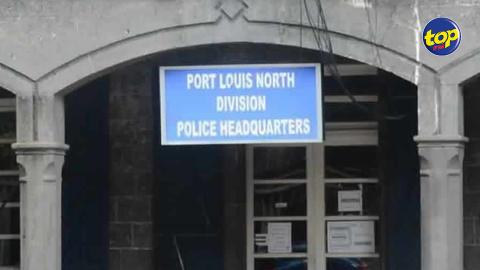 PORT LOUIS NORTH
DIVISION
POLICE HEADQUARTERS
top